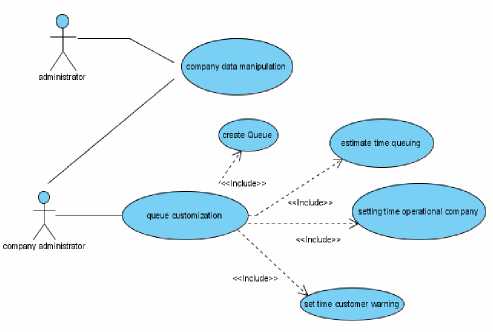 administrator
company data manipulation
create Queue
estimate time queuing
<<Include>>
<<Include>>
setting time operational company
queue customization
<<Include>>
company administrator
<<Include>>
set time customer warning